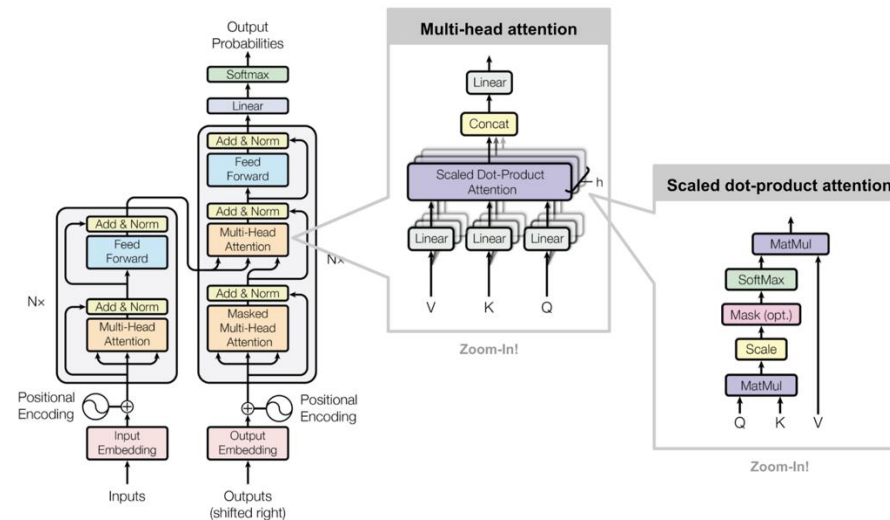 Output
Probabilities
Softmax
Linear
Add & Norm
Feed
Forward
Add & Norm
Multi-Head
Attention
Nx
Add & Norm
Masked
Multi-Head
Attention
Add & Norm
Feed
Forward
Nx
Add & Norm
Multi-Head
Attention
Positional
Encoding
Positional
Encoding
Input
Embedding
Output
Embedding
Inputs
Outputs
(shifted right)
Multi-head attention
Linear
Concat
Scaled Dot-Product
Attention
h
Linear
Linear
Linear
V
K
Q
Zoom-In!
Scaled dot-product attention
MatMul
SoftMax
Mask (opt.)
Scale
MatMul
Q
K
V
Zoom-In!